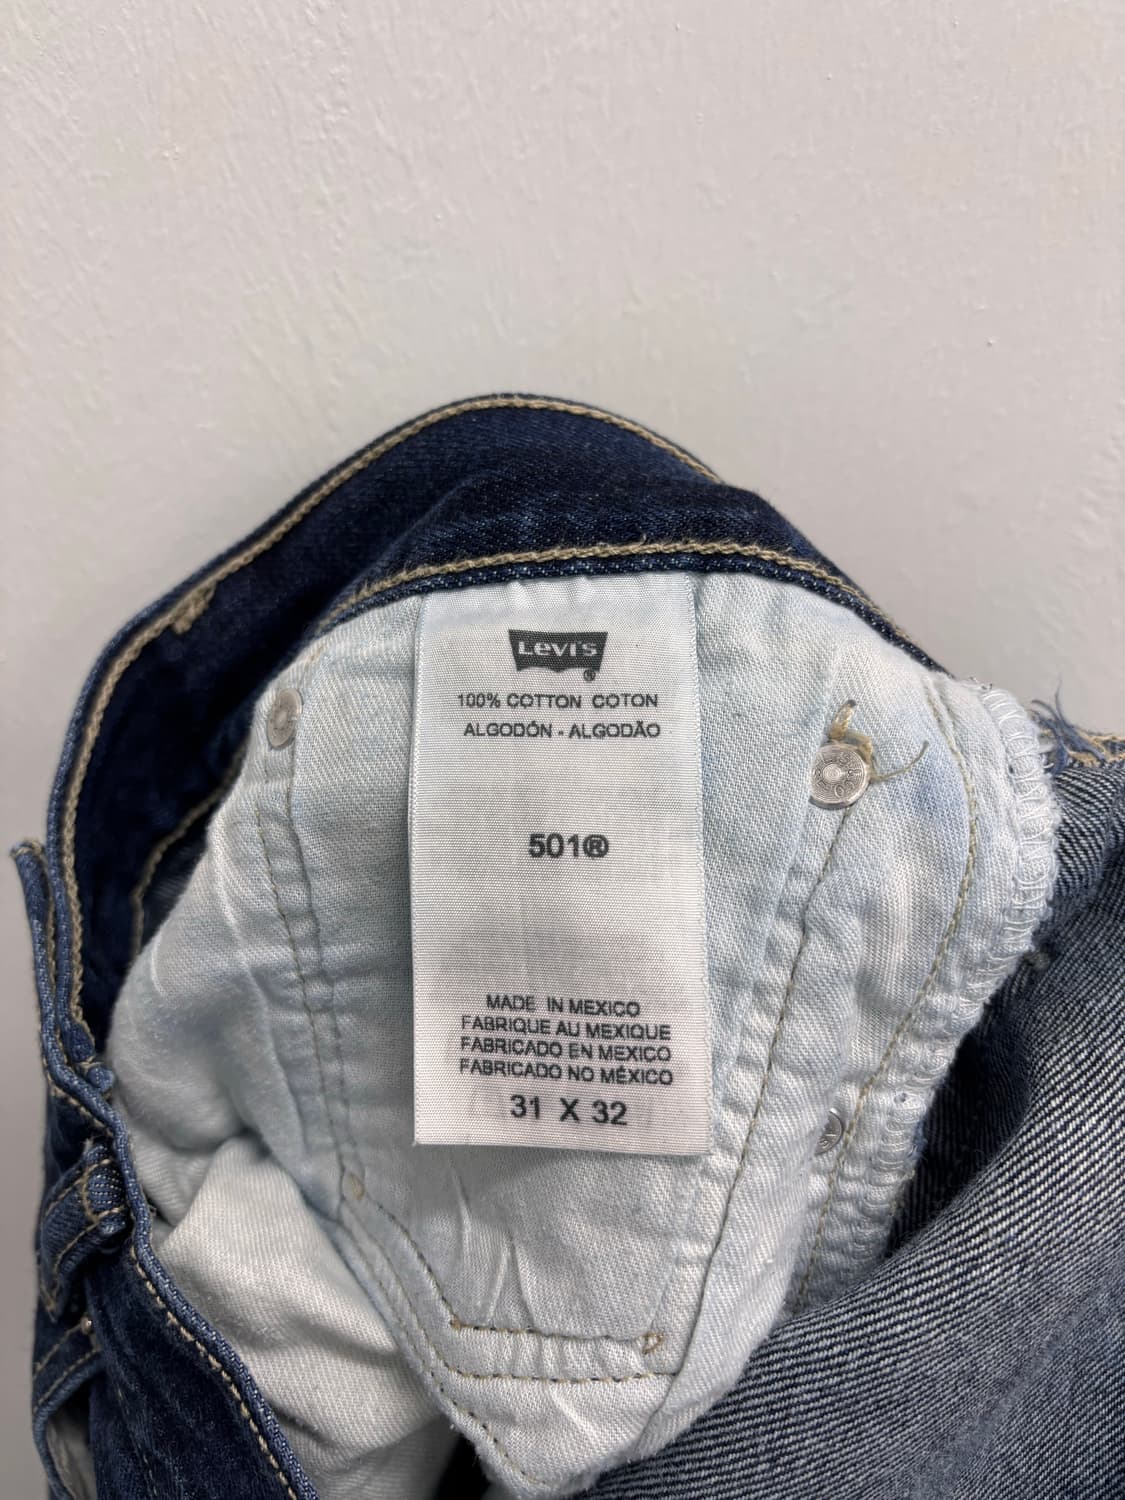 Levi's
®
100% COTTON COTON
ALGODÓN - ALGODÃO
501®
MADE IN MEXICO
FABRIQUE AU MEXIQUE
FABRICADO EN MEXICO
FABRICADO NO MÉXICO
31 X 32